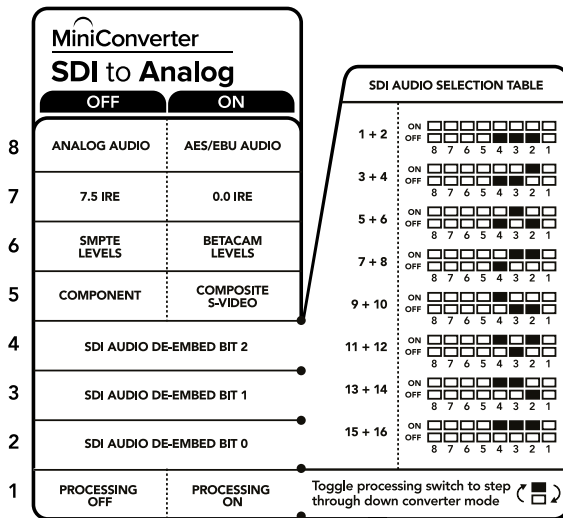 MiniConverter
SDI to Analog
OFF ON
8 ANALOG AUDIO AES/EBU AUDIO
7 7.5 IRE 0.0 IRE
6 SMPTE LEVELS BETACAM LEVELS
5 COMPONENT COMPOSITE S-VIDEO
4 SDI AUDIO DE-EMBED BIT 2
3 SDI AUDIO DE-EMBED BIT 1
2 SDI AUDIO DE-EMBED BIT 0
1 PROCESSING OFF PROCESSING ON
SDI AUDIO SELECTION TABLE
1 + 2 ON
OFF
8 7 6 5 4 3 2 1
3 + 4 ON
OFF
8 7 6 5 4 3 2 1
5 + 6 ON
OFF
8 7 6 5 4 3 2 1
7 + 8 ON
OFF
8 7 6 5 4 3 2 1
9 + 10 ON
OFF
8 7 6 5 4 3 2 1
11 + 12 ON
OFF
8 7 6 5 4 3 2 1
13 + 14 ON
OFF
8 7 6 5 4 3 2 1
15 + 16 ON
OFF
8 7 6 5 4 3 2 1
Toggle processing switch to step
through down converter mode